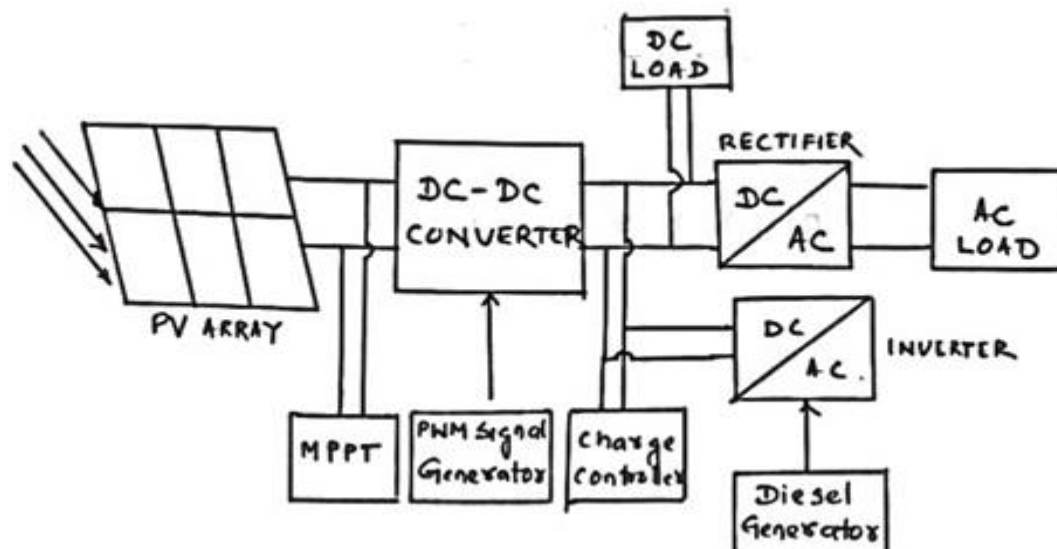 DC
LOAD
RECTIFIER
DC-DC
CONVERTER
DC
AC
AC
LOAD
PV ARRAY
DC
AC.
INVERTER
MPPT
PWM Signal
Generator
Charge
Controller
Diesel
Generator